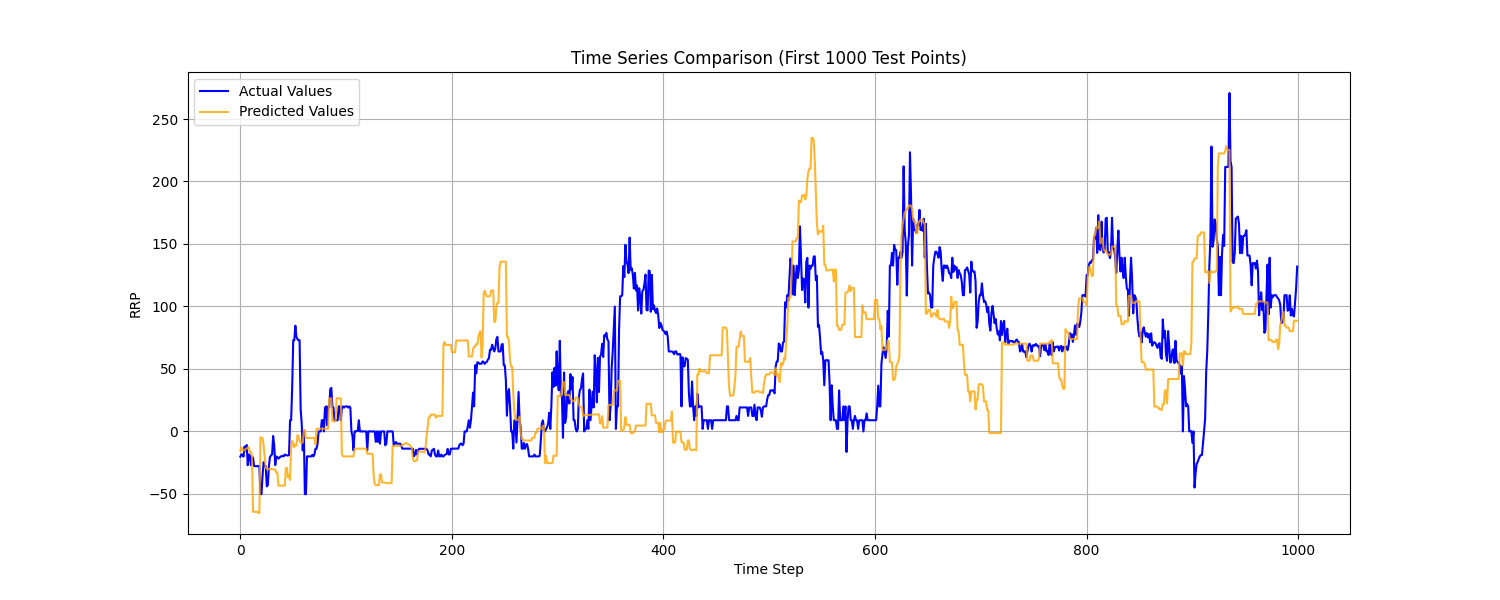 Time Series Comparison (First 1000 Test Points)
Actual Values
Predicted Values
250
200
150
100
50
0
−50
RRP
0 200 400 600 800 1000
Time Step